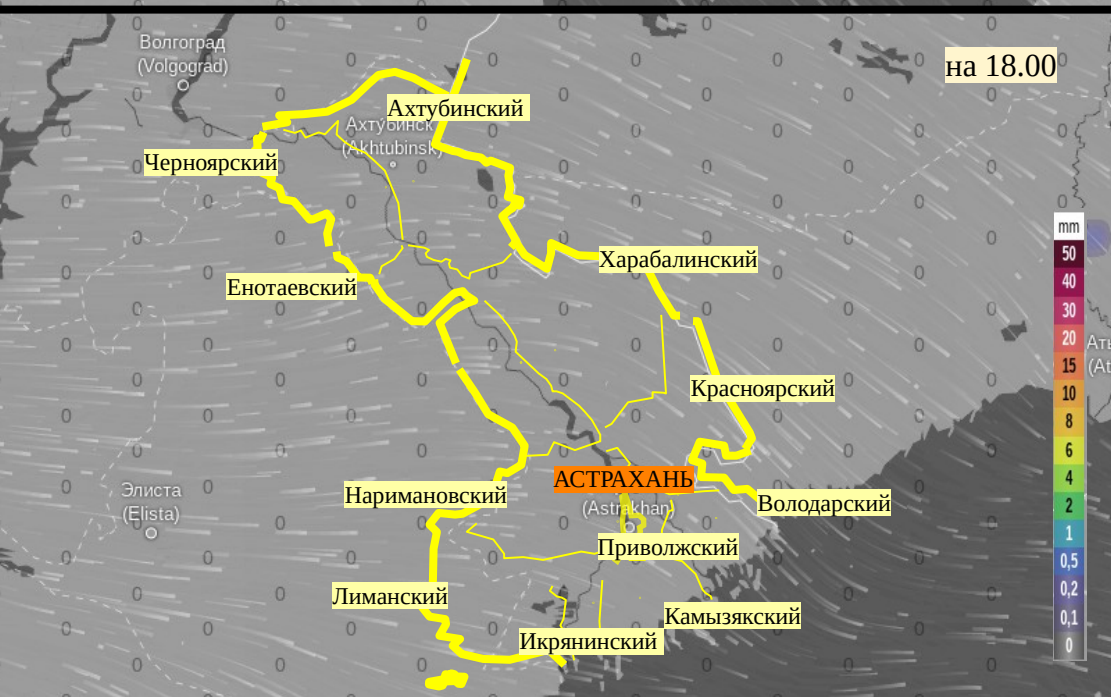 Волгоград
(Volgograd)
на 18.00
Ахтубинский
Ахтубинск
(Akhtubinsk)
Черноярский
mm
50
40
30
20
15
10
8
6
4
2
1
0,5
0,2
0,1
0
Харабалинский
Енотаевский
Красноярский
АСТРАХАНЬ
(Astrakhan)
Элиста
(Elista)
Наримановский
Володарский
Приволжский
Лиманский
Камызякский
Икрянинский